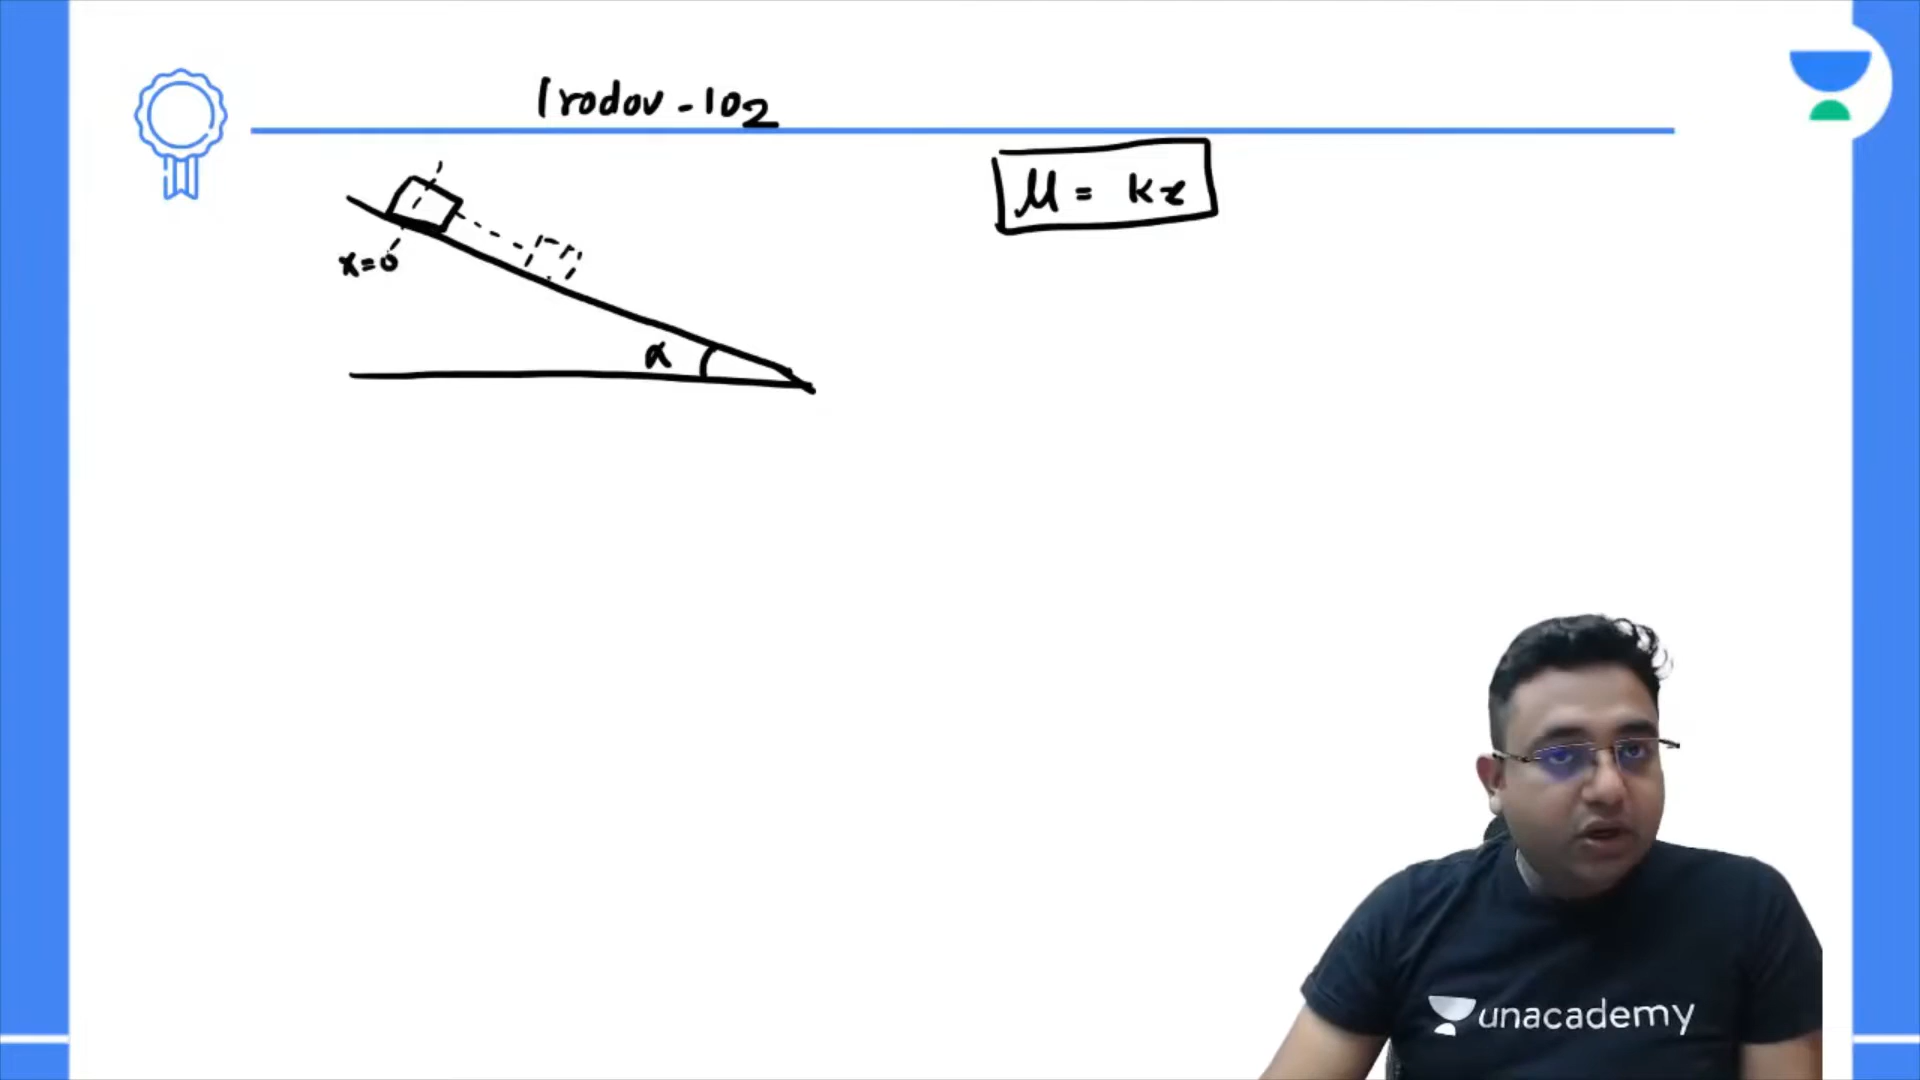 Irodov - 102
μ = kx
x=0
α
unacademy